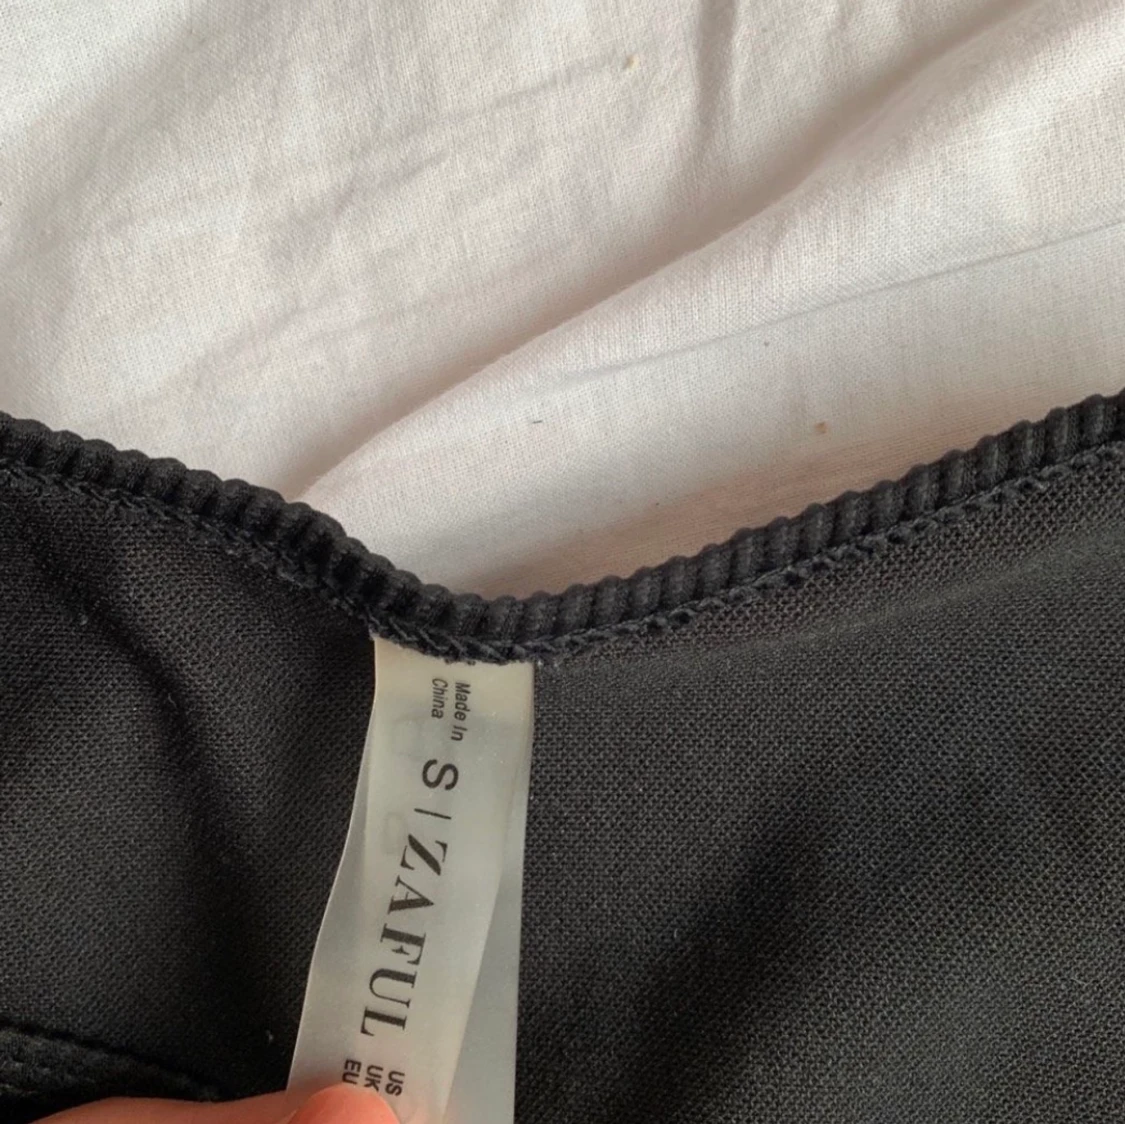 Made In
China
S | ZAFUL
US
UK
EU